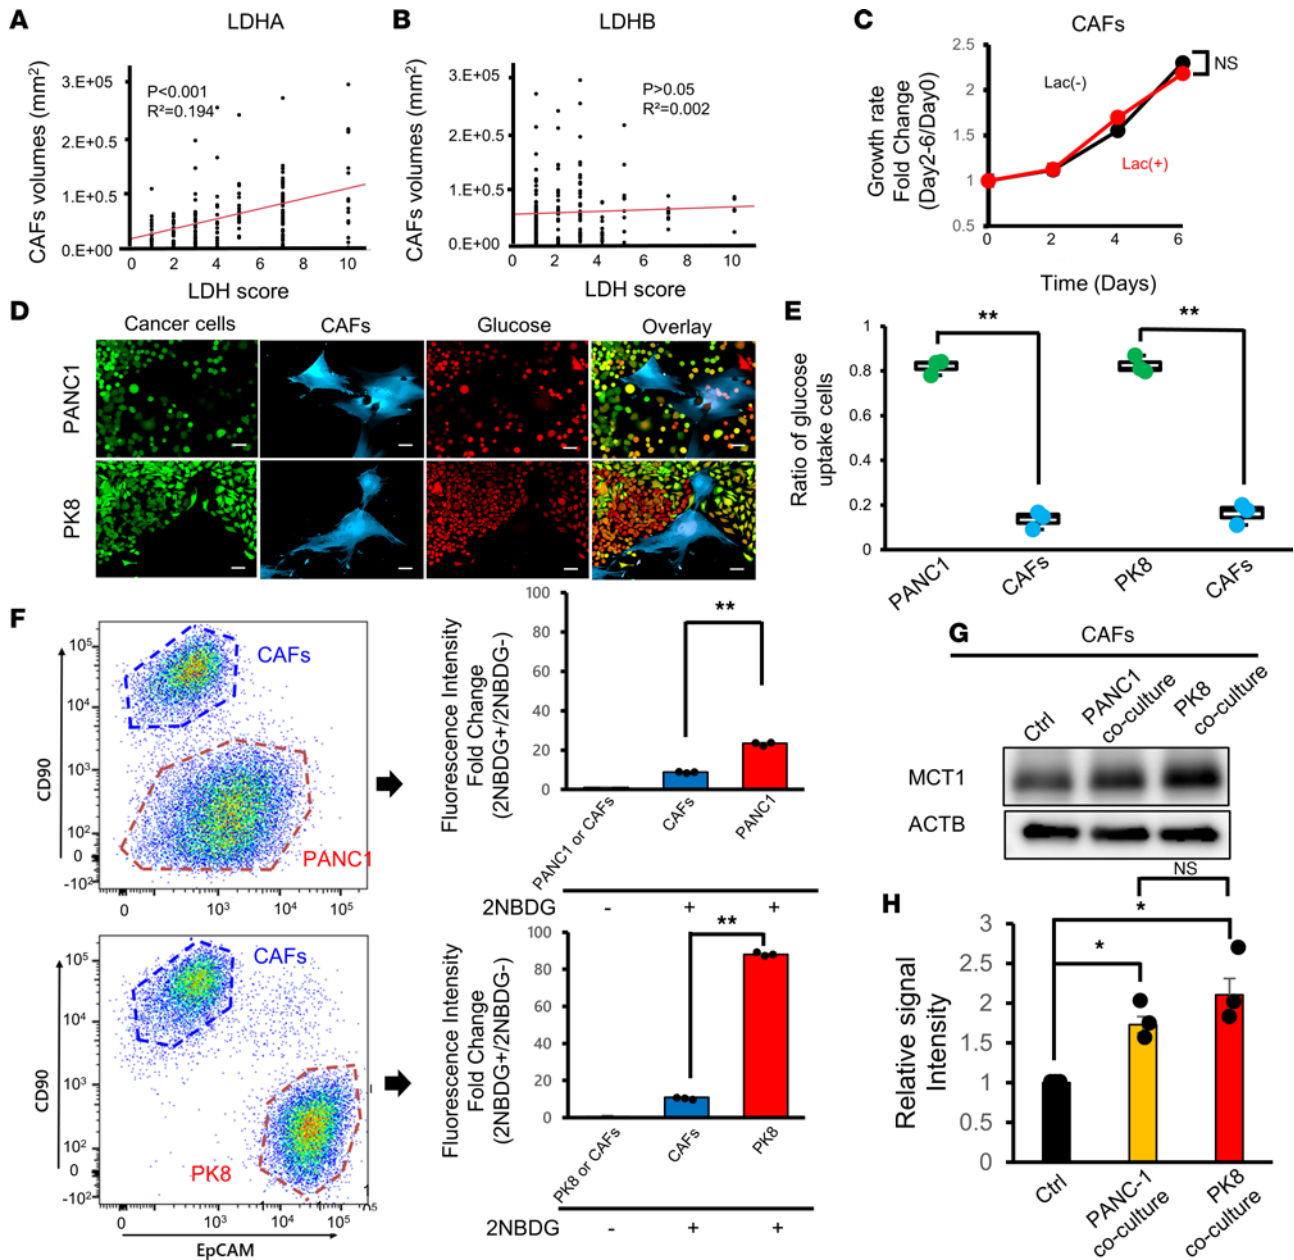 A
LDHA
CAFs volumes (mm²)
3.E+05
2.E+0.5
1.E+0.5
0.E+00
P<0.001
R²=0.194
0 2 4 6 8 10
LDH score
B
LDHB
CAFs volumes (mm²)
3.E+05
2.E+0.5
1.E+0.5
0.E+00
P>0.05
R²=0.002
0 2 4 6 8 10
LDH score
C
CAFs
Growth rate
Fold Change
(Day2-6/Day0)
2.5
2
1.5
1
0.5
Lac(-)
Lac(+)
NS
0 2 4 6
Time (Days)
D
Cancer cells CAFs Glucose Overlay
PANC1
PK8
E
Ratio of glucose
uptake cells
1
0.8
0.6
0.4
0.2
0
** **
PANC1 CAFs PK8 CAFs
F
CD90
10⁵
10⁴
10³
10²
0
-10²
CAFs
PANC1
0 10³ 10⁴ 10⁵
Fluorescence Intensity
Fold Change
(2NBDG+/2NBDG-)
100
80
60
40
20
0
**
PANC1 or CAFs CAFs PANC1
2NBDG - + +
CD90
10⁵
10⁴
10³
10²
0
-10²
CAFs
PK8
0 10³ 10⁴ 10⁵
EpCAM
Fluorescence Intensity
Fold Change
(2NBDG+/2NBDG-)
100
80
60
40
20
0
**
PK8 or CAFs CAFs PK8
2NBDG - + +
G
CAFs
Ctrl
PANC1
co-culture
PK8
co-culture
MCT1
ACTB
H
Relative signal
Intensity
3
2.5
2
1.5
1
0.5
0
NS
*
*
Ctrl
PANC-1
co-culture
PK8
co-culture